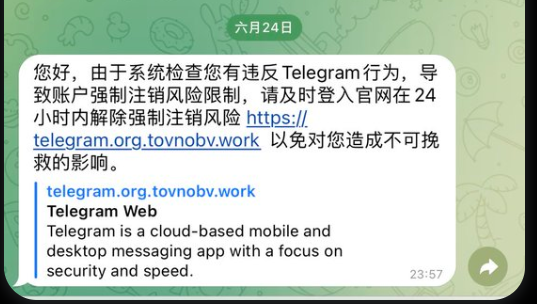 六月24日
您好，由于系统检查您有违反Telegram行为，导
致账户强制注销风险限制，请及时登入官网在 24
小时内解除强制注销风险 https://
telegram.org.tovnobv.work 以免对您造成不可挽
救的影响。
telegram.org.tovnobv.work
Telegram Web
Telegram is a cloud-based mobile and
desktop messaging app with a focus on
security and speed.
23:57